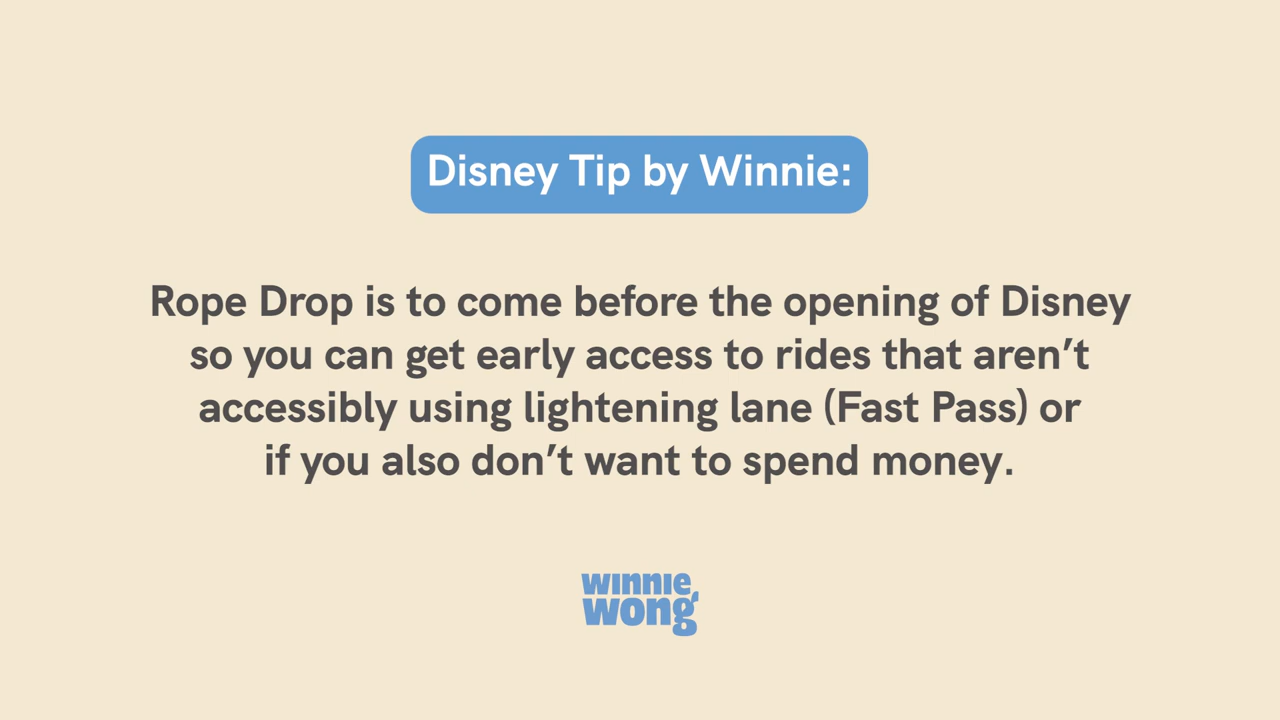 Disney Tip by Winnie:
Rope Drop is to come before the opening of Disney
so you can get early access to rides that aren’t
accessibly using lightening lane (Fast Pass) or
if you also don’t want to spend money.
winnie
wong